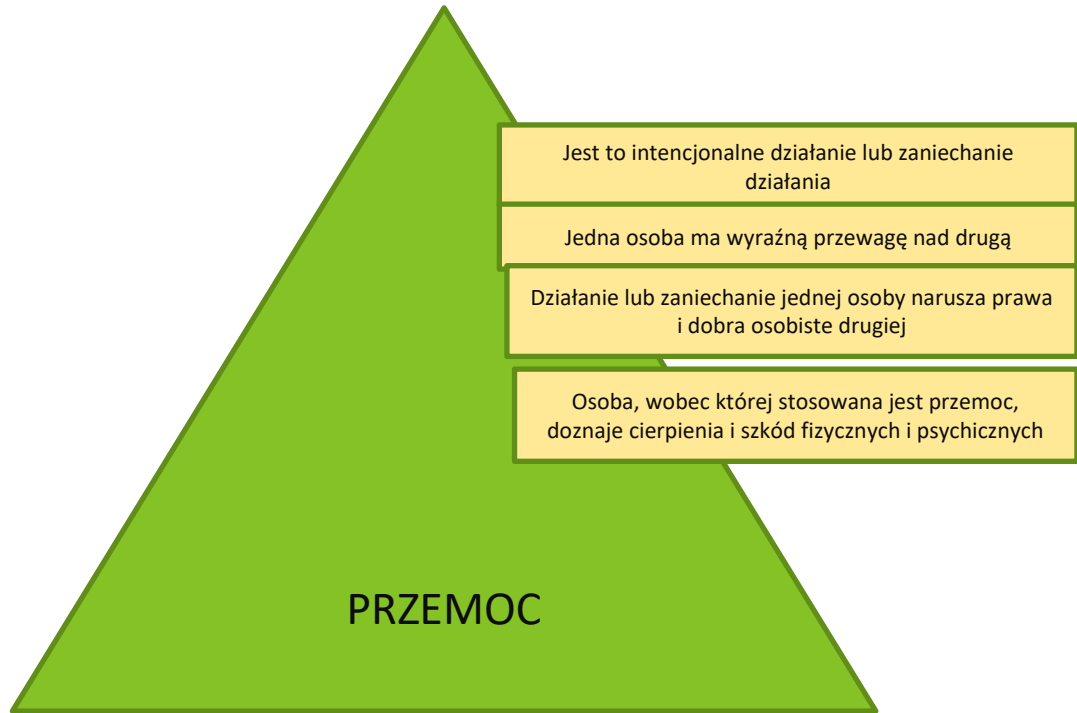 Jest to intencjonalne działanie lub zaniechanie
działania
Jedna osoba ma wyraźną przewagę nad drugą
Działanie lub zaniechanie jednej osoby narusza prawa
i dobra osobiste drugiej
Osoba, wobec której stosowana jest przemoc,
doznaje cierpienia i szkód fizycznych i psychicznych
PRZEMOC